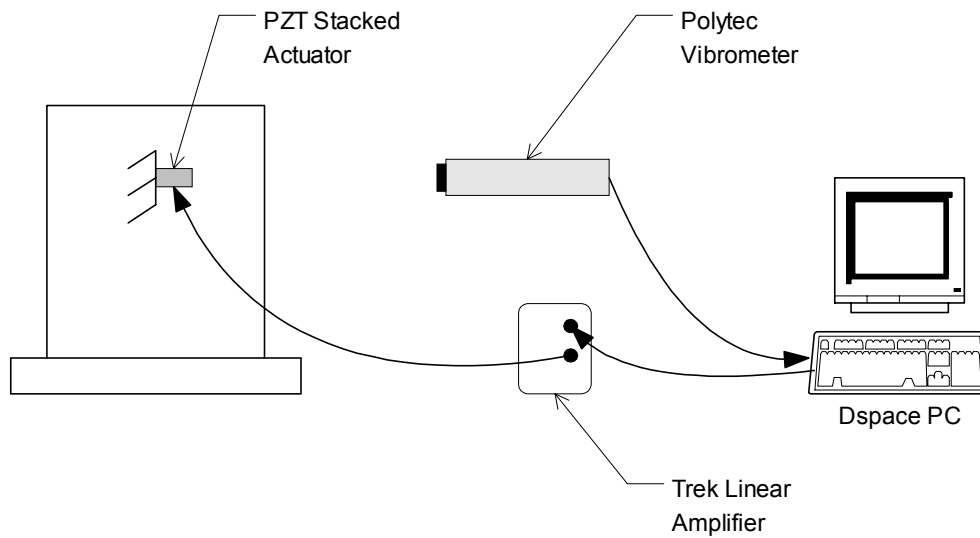 PZT Stacked
Actuator
Polytec
Vibrometer
Dspace PC
Trek Linear
Amplifier